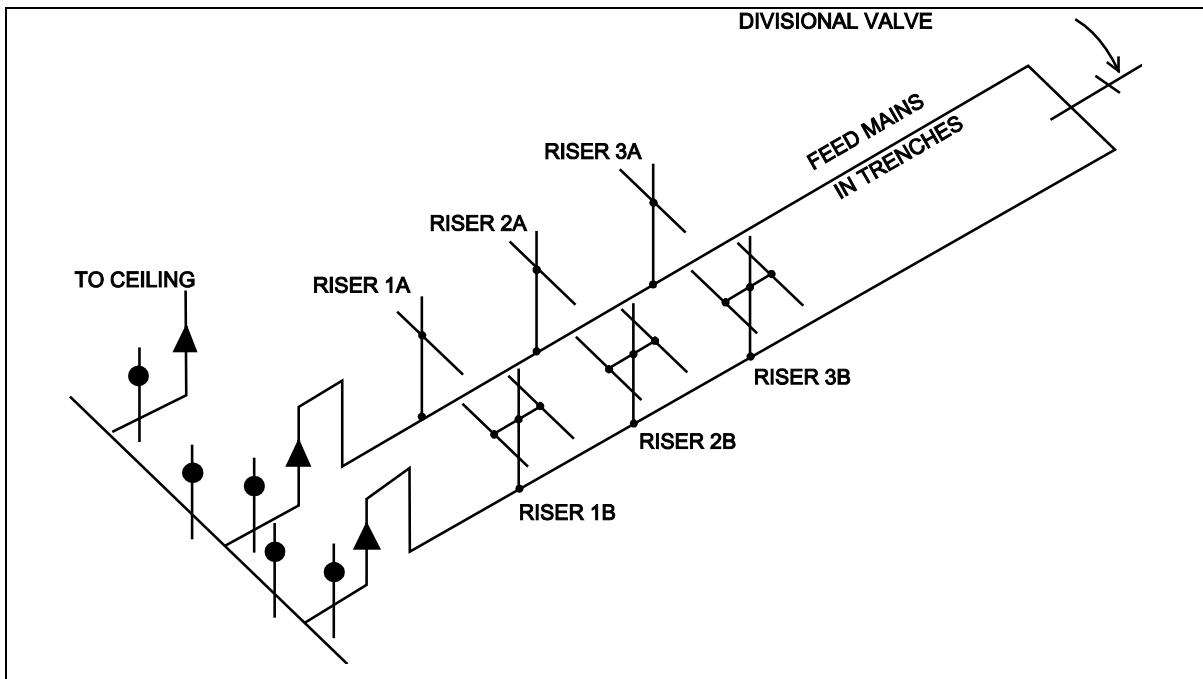 DIVISIONAL VALVE
FEED MAINS
IN TRENCHES
RISER 3A
RISER 2A
TO CEILING
RISER 1A
RISER 3B
RISER 2B
RISER 1B